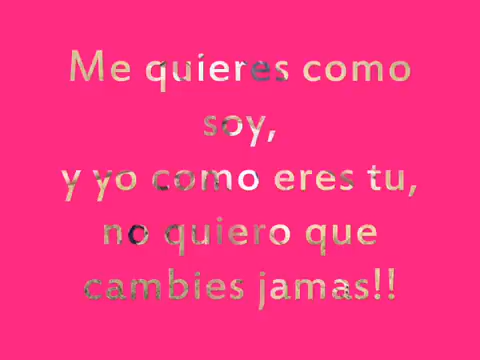 Me quieres como
soy,
y yo como eres tu,
no quiero que
cambies jamas!!